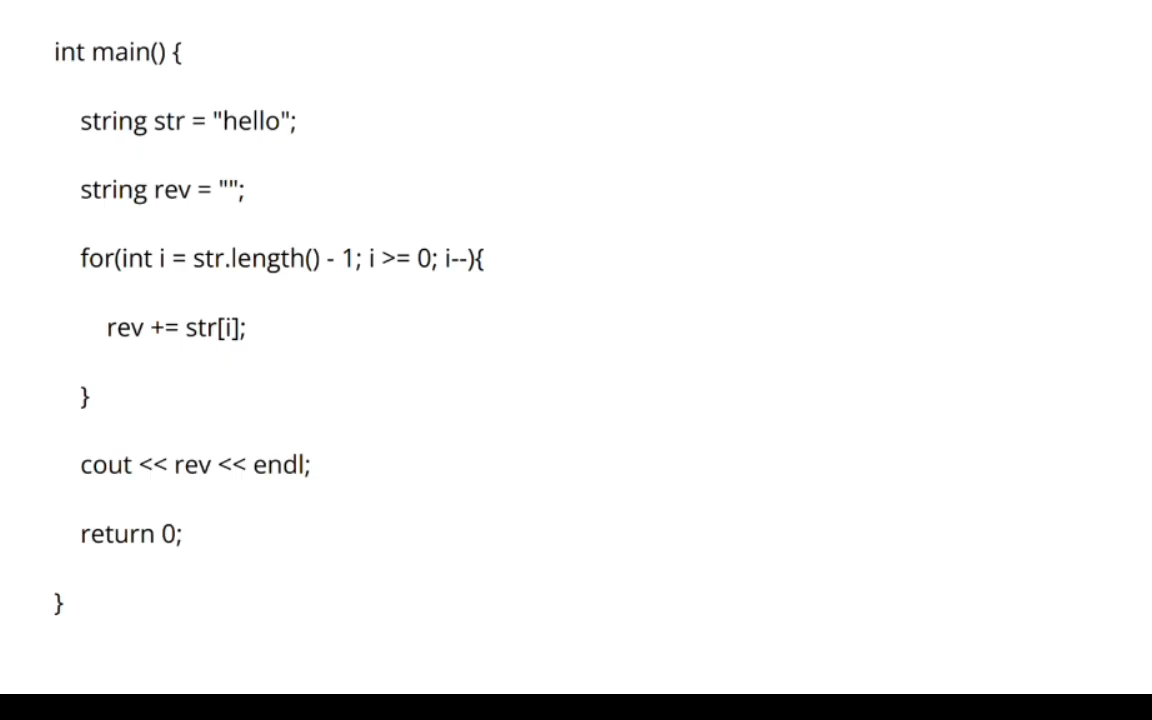 int main() {
string str = "hello";
string rev = "";
for(int i = str.length() - 1; i >= 0; i--){
rev += str[i];
}
cout << rev << endl;
return 0;
}